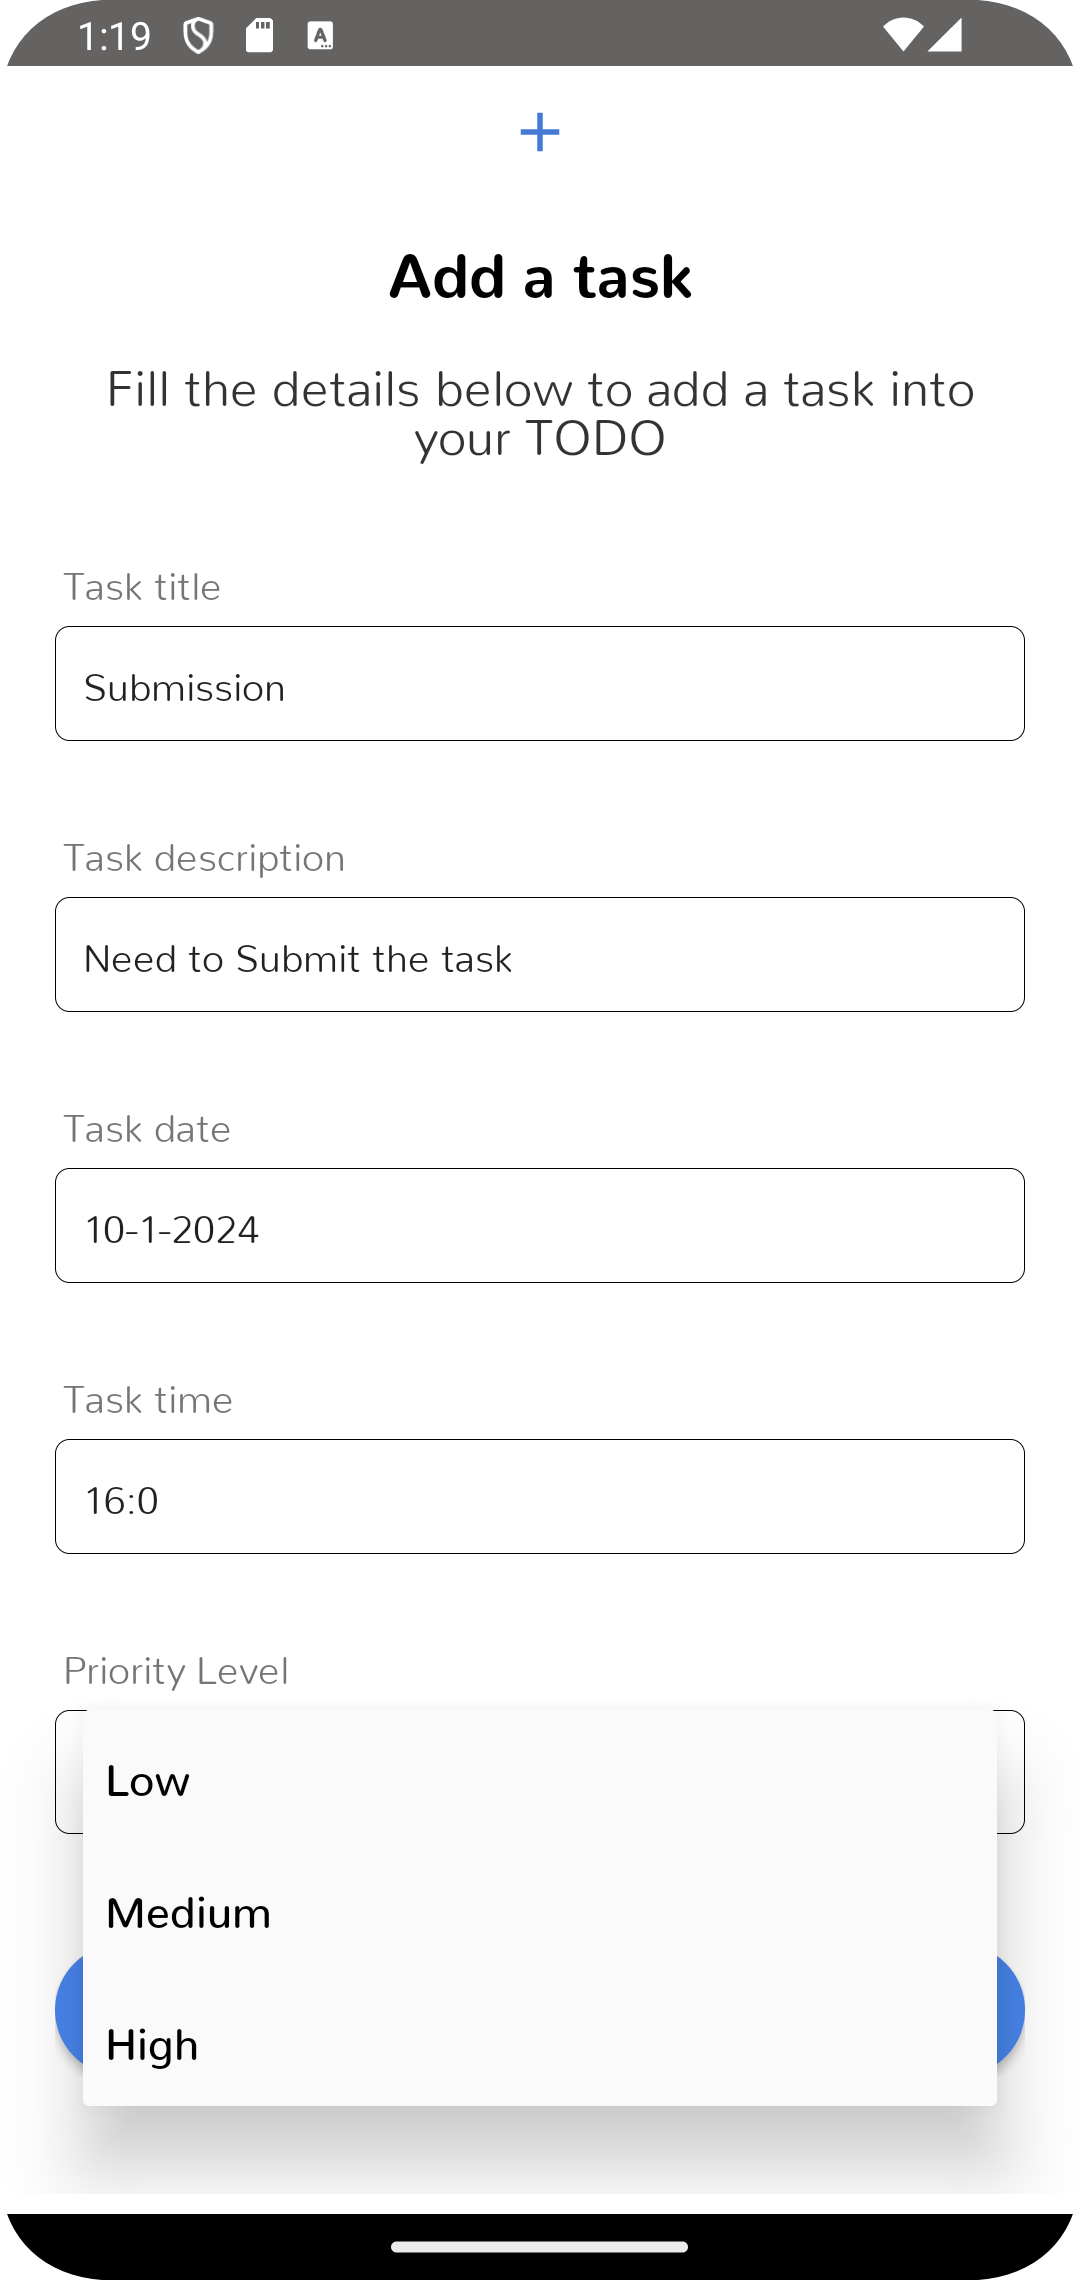 1:19
Add a task
Fill the details below to add a task into
your TODO
Task title
Submission
Task description
Need to Submit the task
Task date
10-1-2024
Task time
16:0
Priority Level
Low
Medium
High